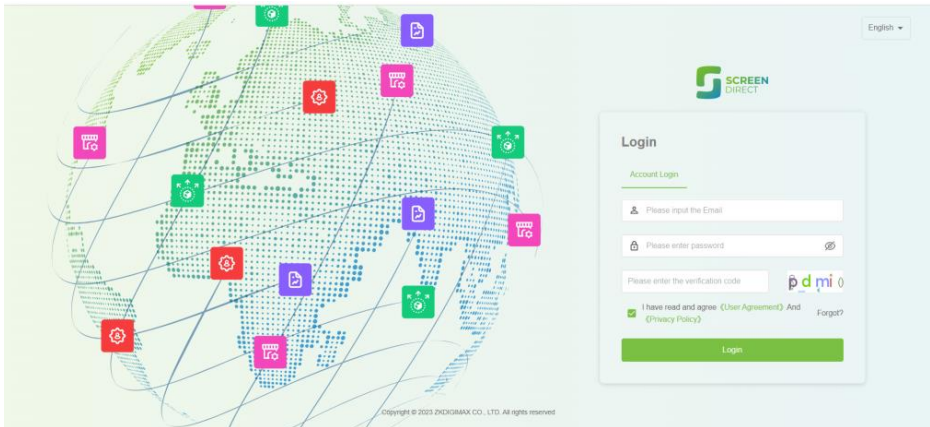 English
SCREEN
DIRECT
Login
Account Login
Please input the Email
Please enter password
Please enter the verification code
pdmi
I have read and agree 《User Agreement》 And
《Privacy Policy》
Forgot?
Login
Copyright © 2023 ZKDIGIMAX CO., LTD. All rights reserved